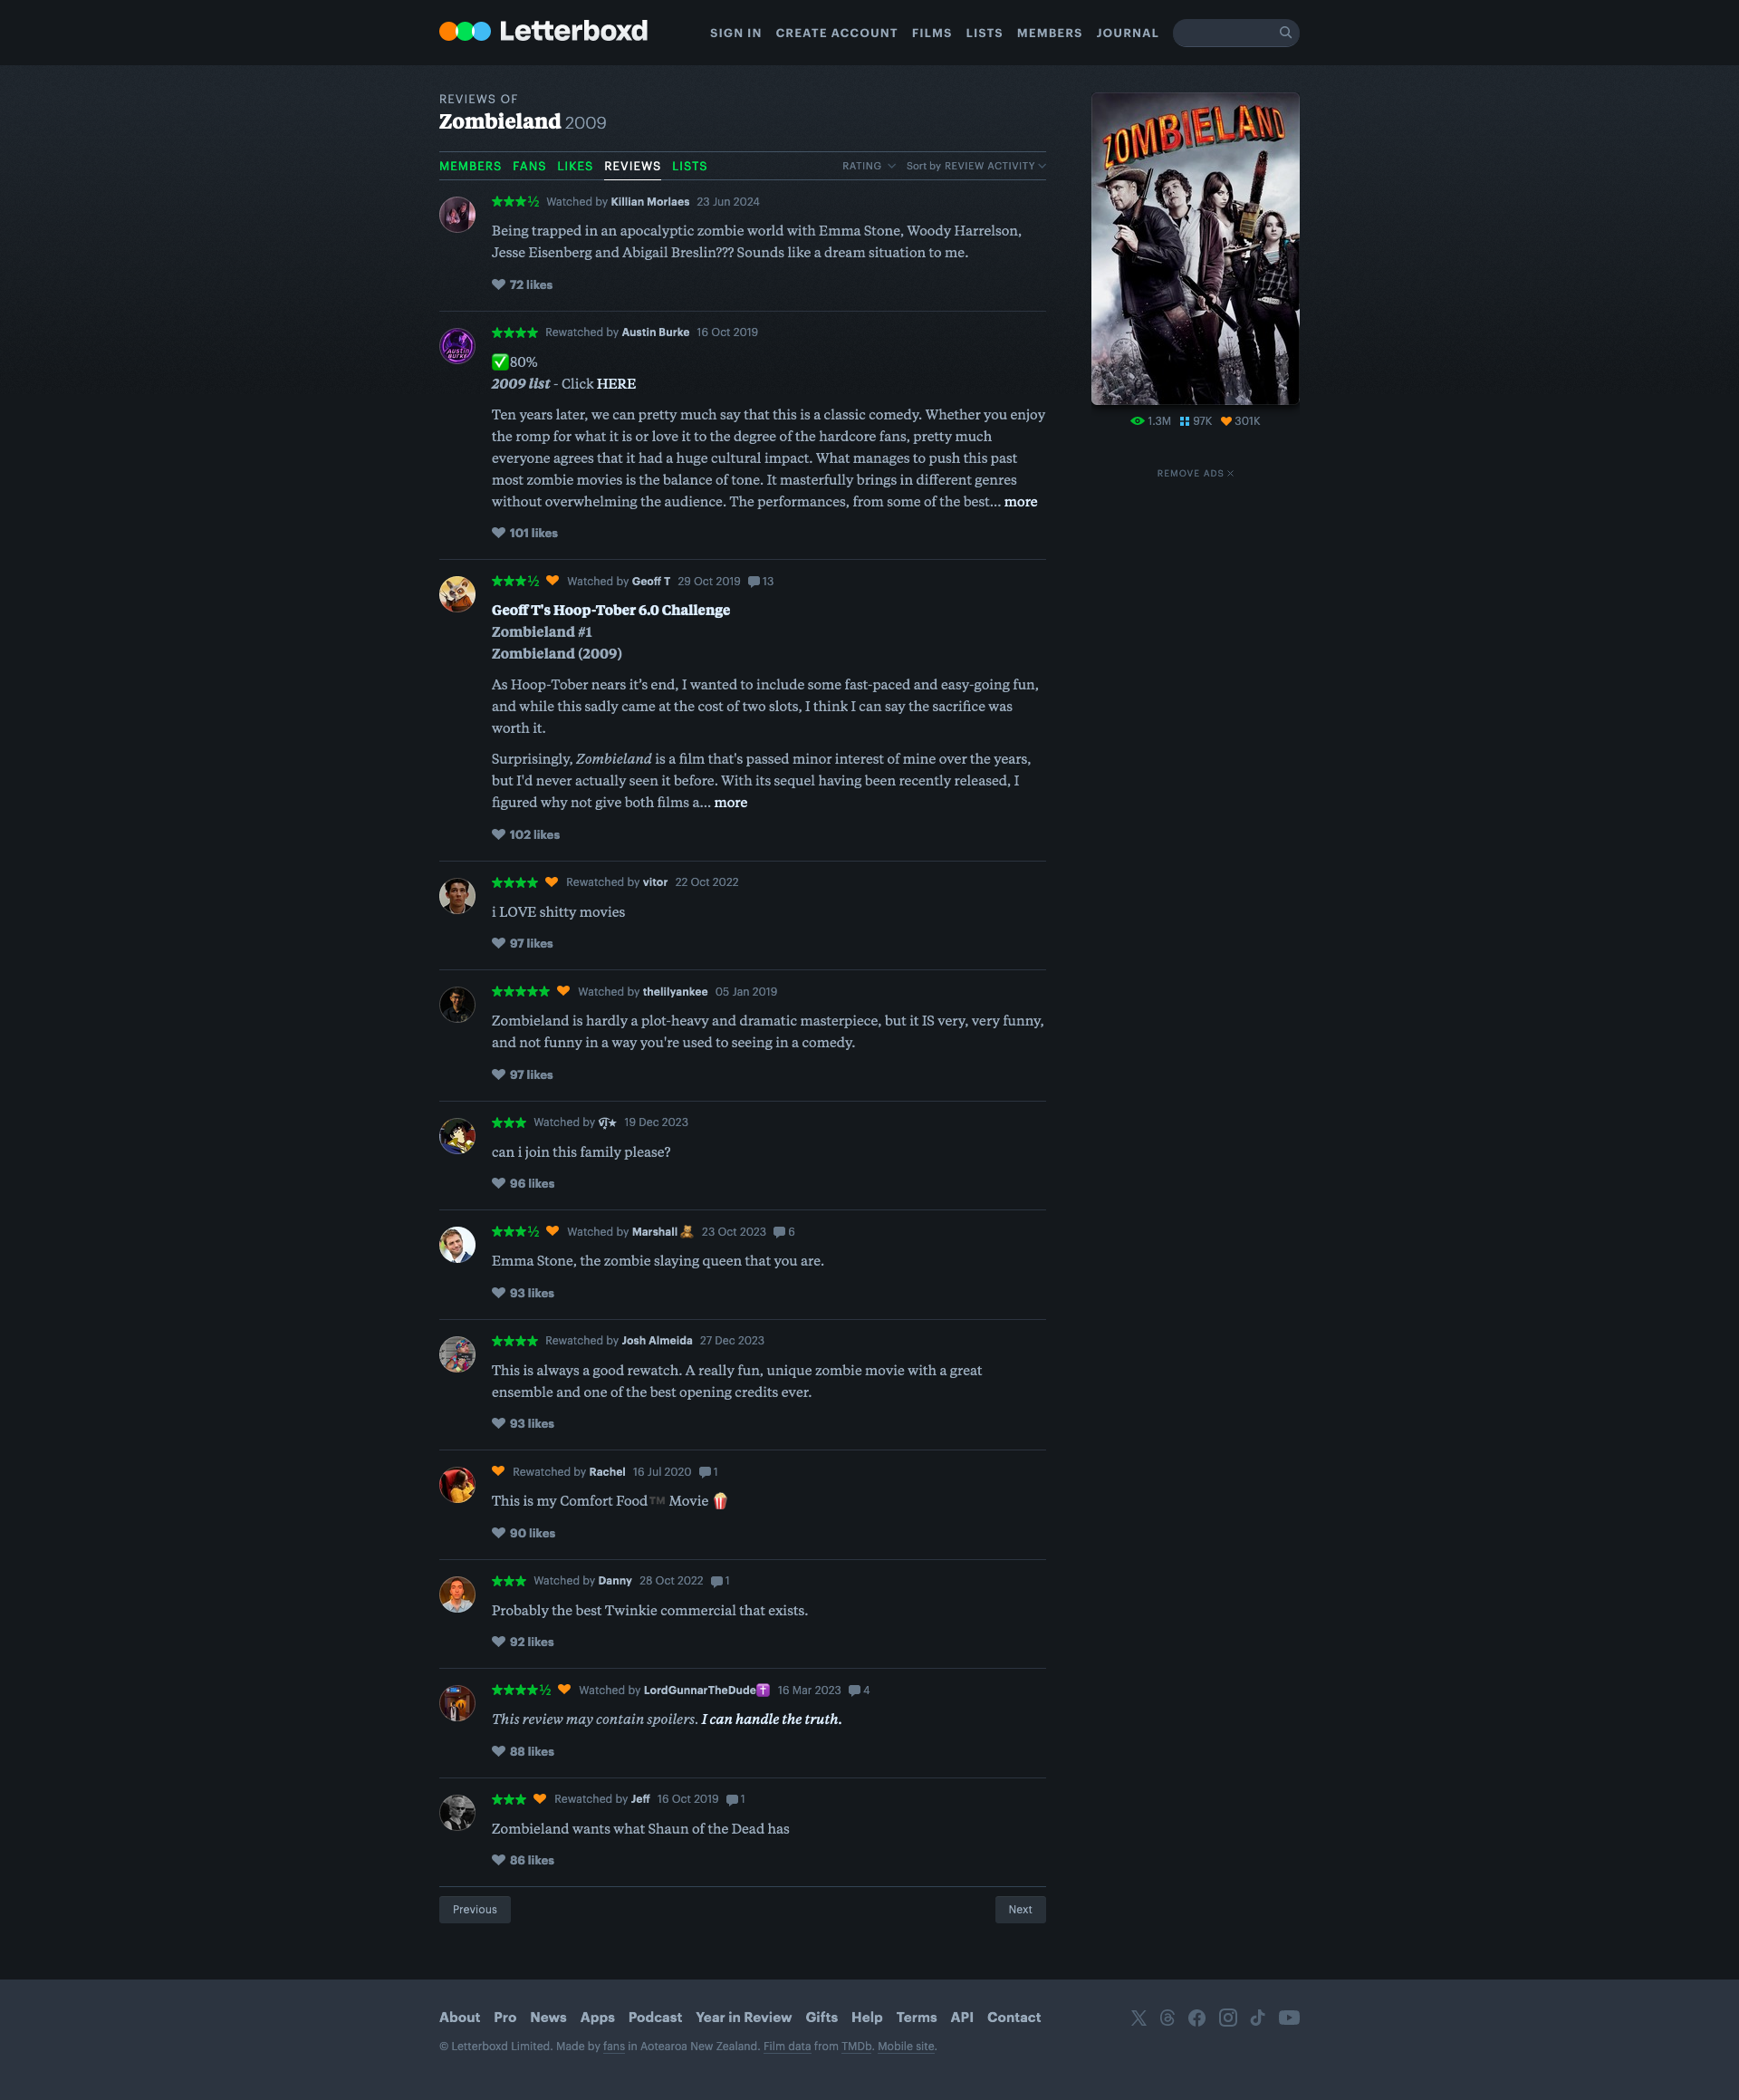 Letterboxd
SIGN IN CREATE ACCOUNT FILMS LISTS MEMBERS JOURNAL
REVIEWS OF
Zombieland 2009
MEMBERS FANS LIKES REVIEWS LISTS RATING Sort by REVIEW ACTIVITY
ZOMBIELAND
1.3M 97K 301K
REMOVE ADS
★★★½ Watched by Killian Morlaes 23 Jun 2024
Being trapped in an apocalyptic zombie world with Emma Stone, Woody Harrelson,
Jesse Eisenberg and Abigail Breslin??? Sounds like a dream situation to me.
72 likes
★★★★ Rewatched by Austin Burke 16 Oct 2019
✅80%
2009 list - Click HERE
Ten years later, we can pretty much say that this is a classic comedy. Whether you enjoy
the romp for what it is or love it to the degree of the hardcore fans, pretty much
everyone agrees that it had a huge cultural impact. What manages to push this past
most zombie movies is the balance of tone. It masterfully brings in different genres
without overwhelming the audience. The performances, from some of the best... more
101 likes
★★★½ Watched by Geoff T 29 Oct 2019 13
Geoff T's Hoop-Tober 6.0 Challenge
Zombieland #1
Zombieland (2009)
As Hoop-Tober nears it's end, I wanted to include some fast-paced and easy-going fun,
and while this sadly came at the cost of two slots, I think I can say the sacrifice was
worth it.
Surprisingly, Zombieland is a film that's passed minor interest of mine over the years,
but I'd never actually seen it before. With its sequel having been recently released, I
figured why not give both films a... more
102 likes
★★★★ Rewatched by vitor 22 Oct 2022
i LOVE shitty movies
97 likes
★★★★★ Watched by thelilyankee 05 Jan 2019
Zombieland is hardly a plot-heavy and dramatic masterpiece, but it IS very, very funny,
and not funny in a way you're used to seeing in a comedy.
97 likes
★★★ Watched by 19 Dec 2023
can i join this family please?
96 likes
★★★½ Watched by Marshall 🧸 23 Oct 2023 6
Emma Stone, the zombie slaying queen that you are.
93 likes
★★★★ Rewatched by Josh Almeida 27 Dec 2023
This is always a good rewatch. A really fun, unique zombie movie with a great
ensemble and one of the best opening credits ever.
93 likes
Rewatched by Rachel 16 Jul 2020 1
This is my Comfort Food™ Movie 🍿
90 likes
★★★ Watched by Danny 28 Oct 2022 1
Probably the best Twinkie commercial that exists.
92 likes
★★★★½ Watched by LordGunnarTheDude✝️ 16 Mar 2023 4
This review may contain spoilers. I can handle the truth.
88 likes
★★★ Rewatched by Jeff 16 Oct 2019 1
Zombieland wants what Shaun of the Dead has
86 likes
Previous Next
About Pro News Apps Podcast Year in Review Gifts Help Terms API Contact
© Letterboxd Limited. Made by fans in Aotearoa New Zealand. Film data from TMDb. Mobile site.